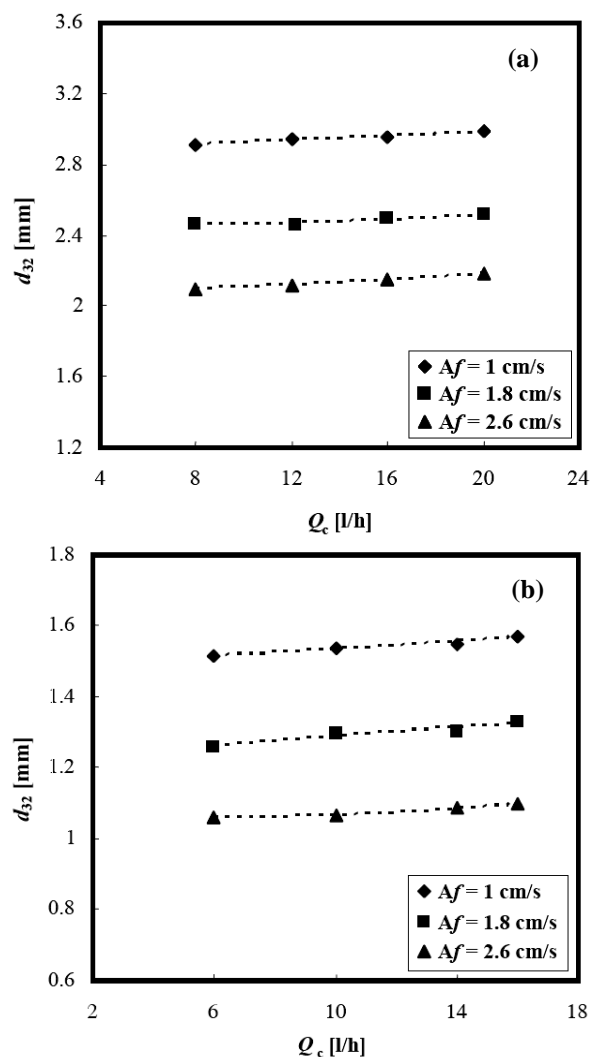 (a)
3.6
3.2
2.8
2.4
2
1.6
1.2
d32 [mm]
4 8 12 16 20 24
Qc [l/h]
Af = 1 cm/s
Af = 1.8 cm/s
Af = 2.6 cm/s
(b)
1.8
1.6
1.4
1.2
1
0.8
0.6
d32 [mm]
2 6 10 14 18
Qc [l/h]
Af = 1 cm/s
Af = 1.8 cm/s
Af = 2.6 cm/s